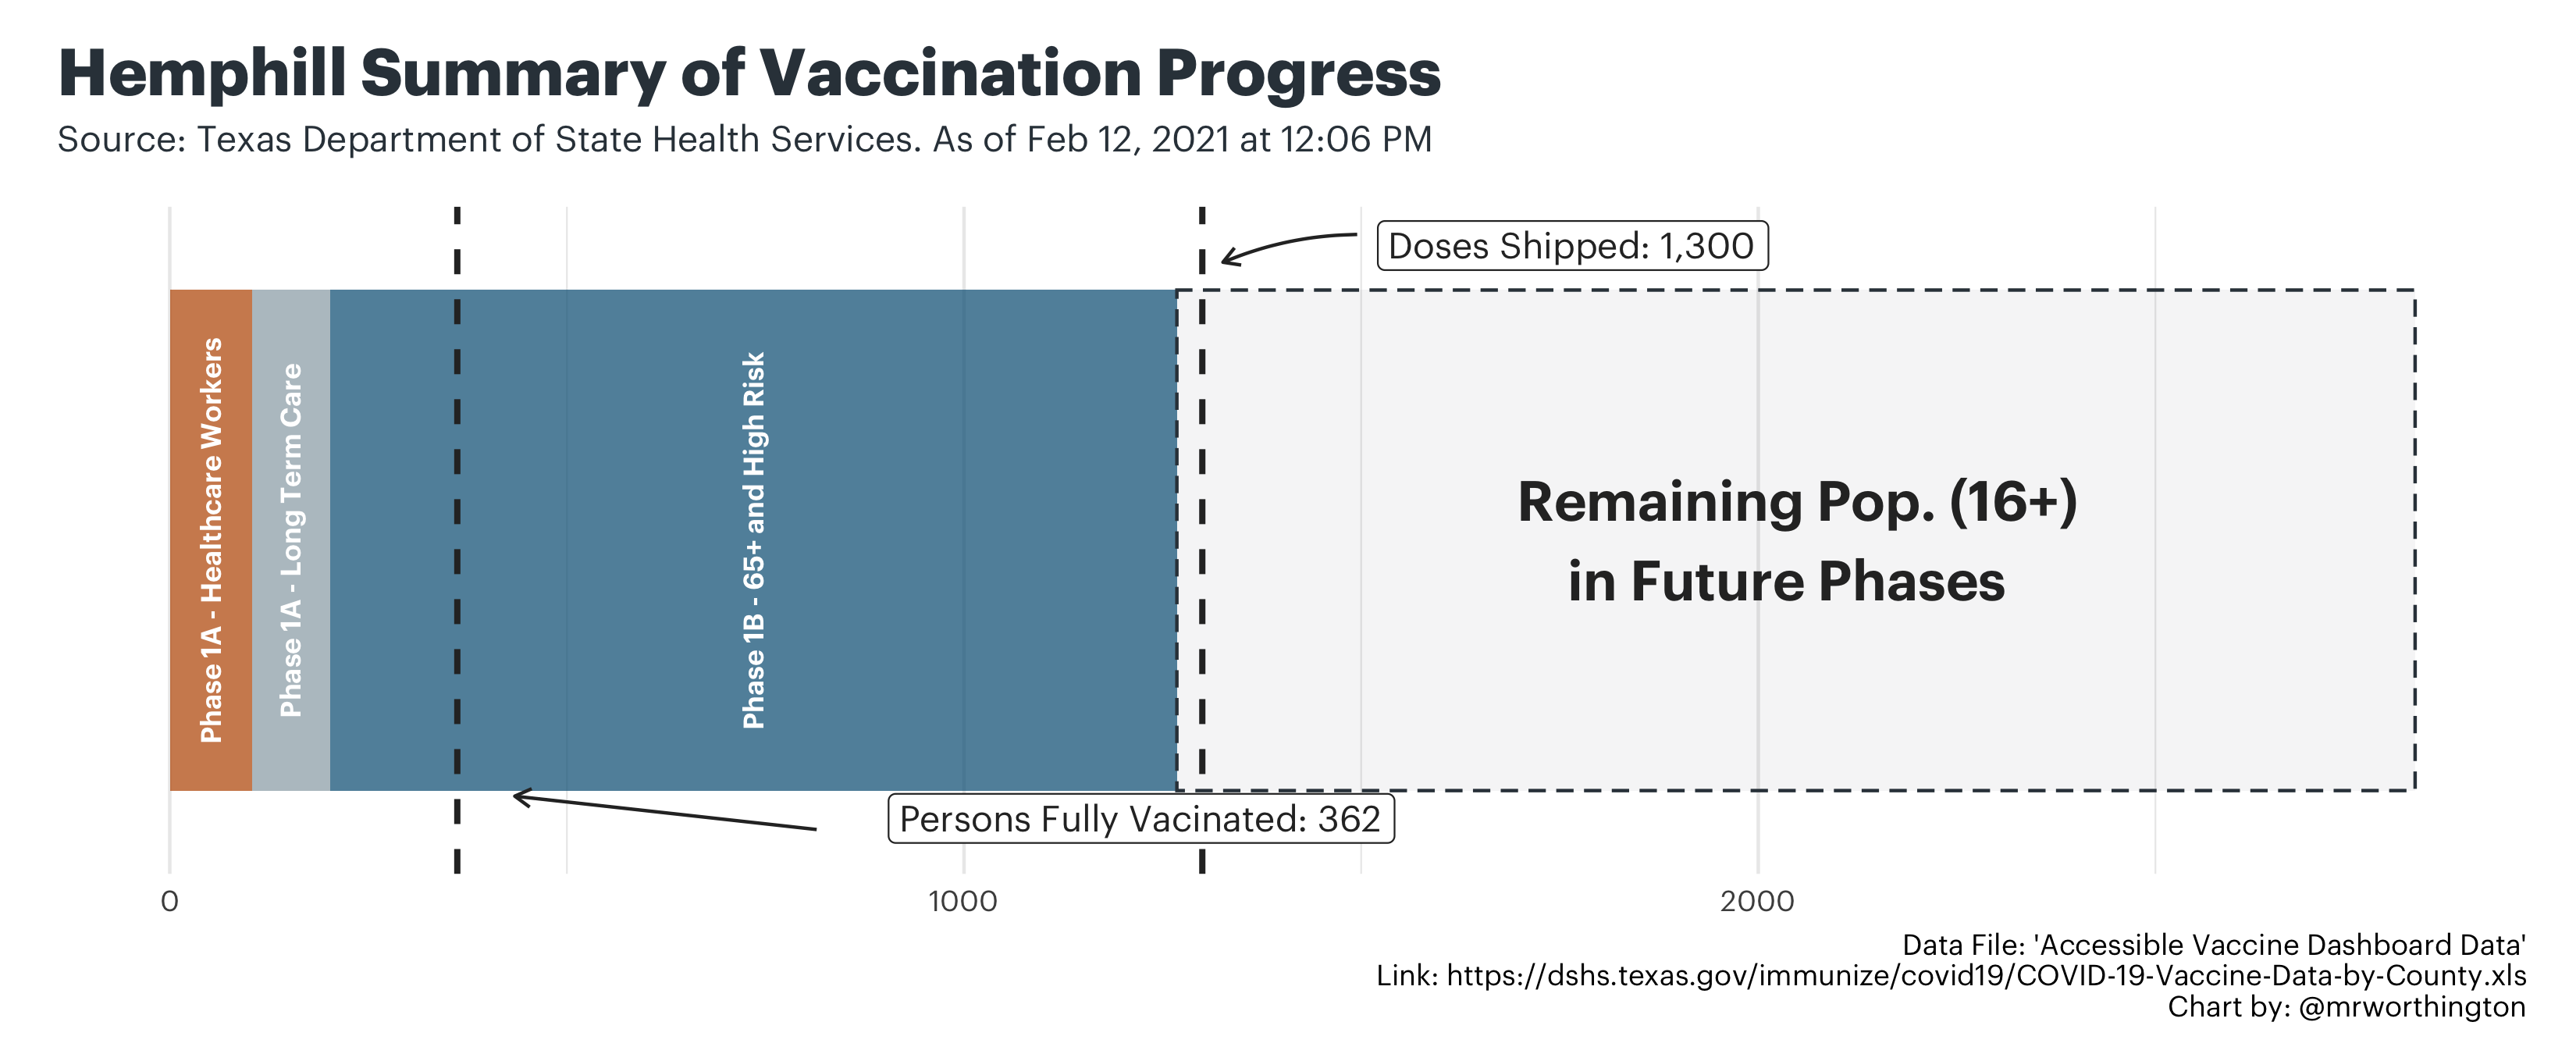 Hemphill Summary of Vaccination Progress
Source: Texas Department of State Health Services. As of Feb 12, 2021 at 12:06 PM
Doses Shipped: 1,300
Phase 1A - Healthcare Workers
Phase 1A - Long Term Care
Phase 1B - 65+ and High Risk
Remaining Pop. (16+)
in Future Phases
Persons Fully Vacinated: 362
0
1000
2000
Data File: 'Accessible Vaccine Dashboard Data'
Link: https://dshs.texas.gov/immunize/covid19/COVID-19-Vaccine-Data-by-County.xls
Chart by: @mrworthington